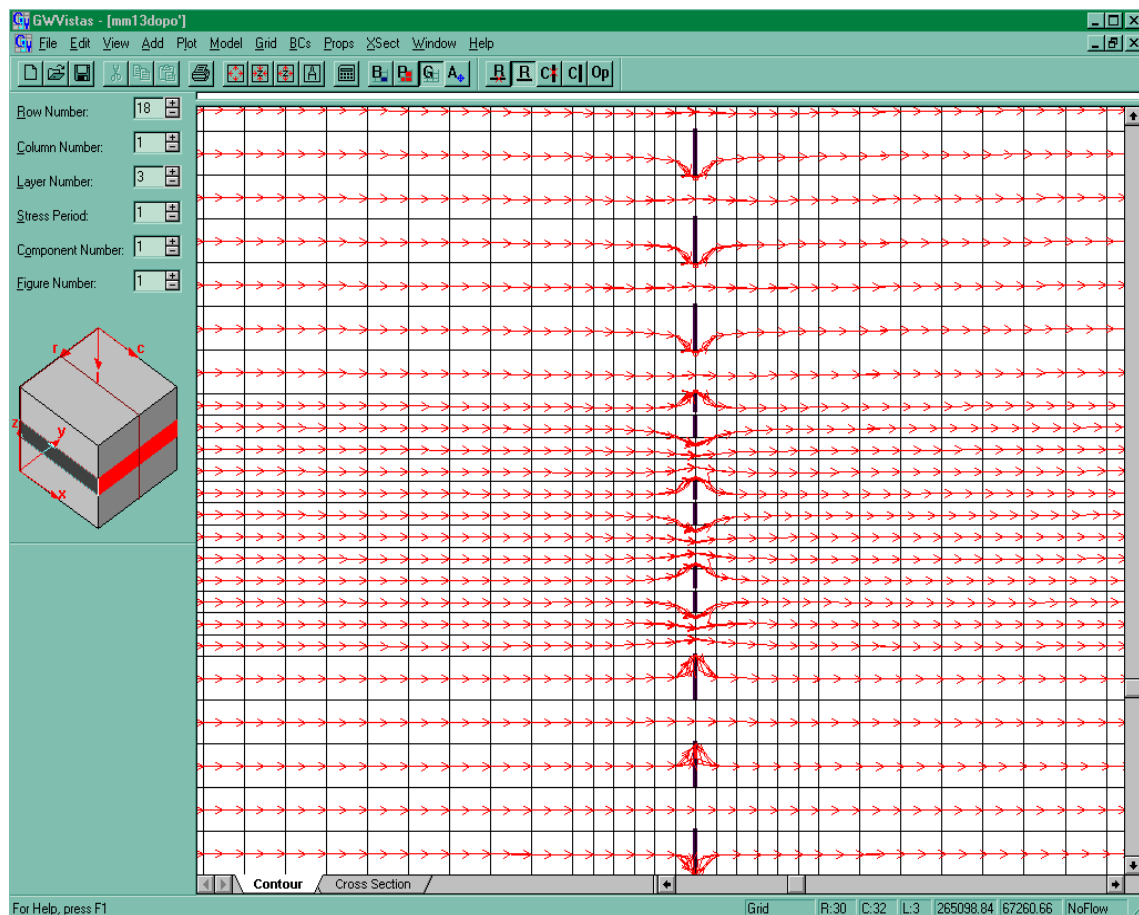 GWVistas - [mm13dopo']
File Edit View Add Plot Model Grid BCs Props XSect Window Help
B P G A R R C C Op
Row Number: 18
Column Number: 1
Layer Number: 3
Stress Period: 1
Component Number: 1
Figure Number: 1
r c
l
z y
x
Contour Cross Section
For Help, press F1 Grid R:30 C:32 L:3 265098.84 67260.66 NoFlow